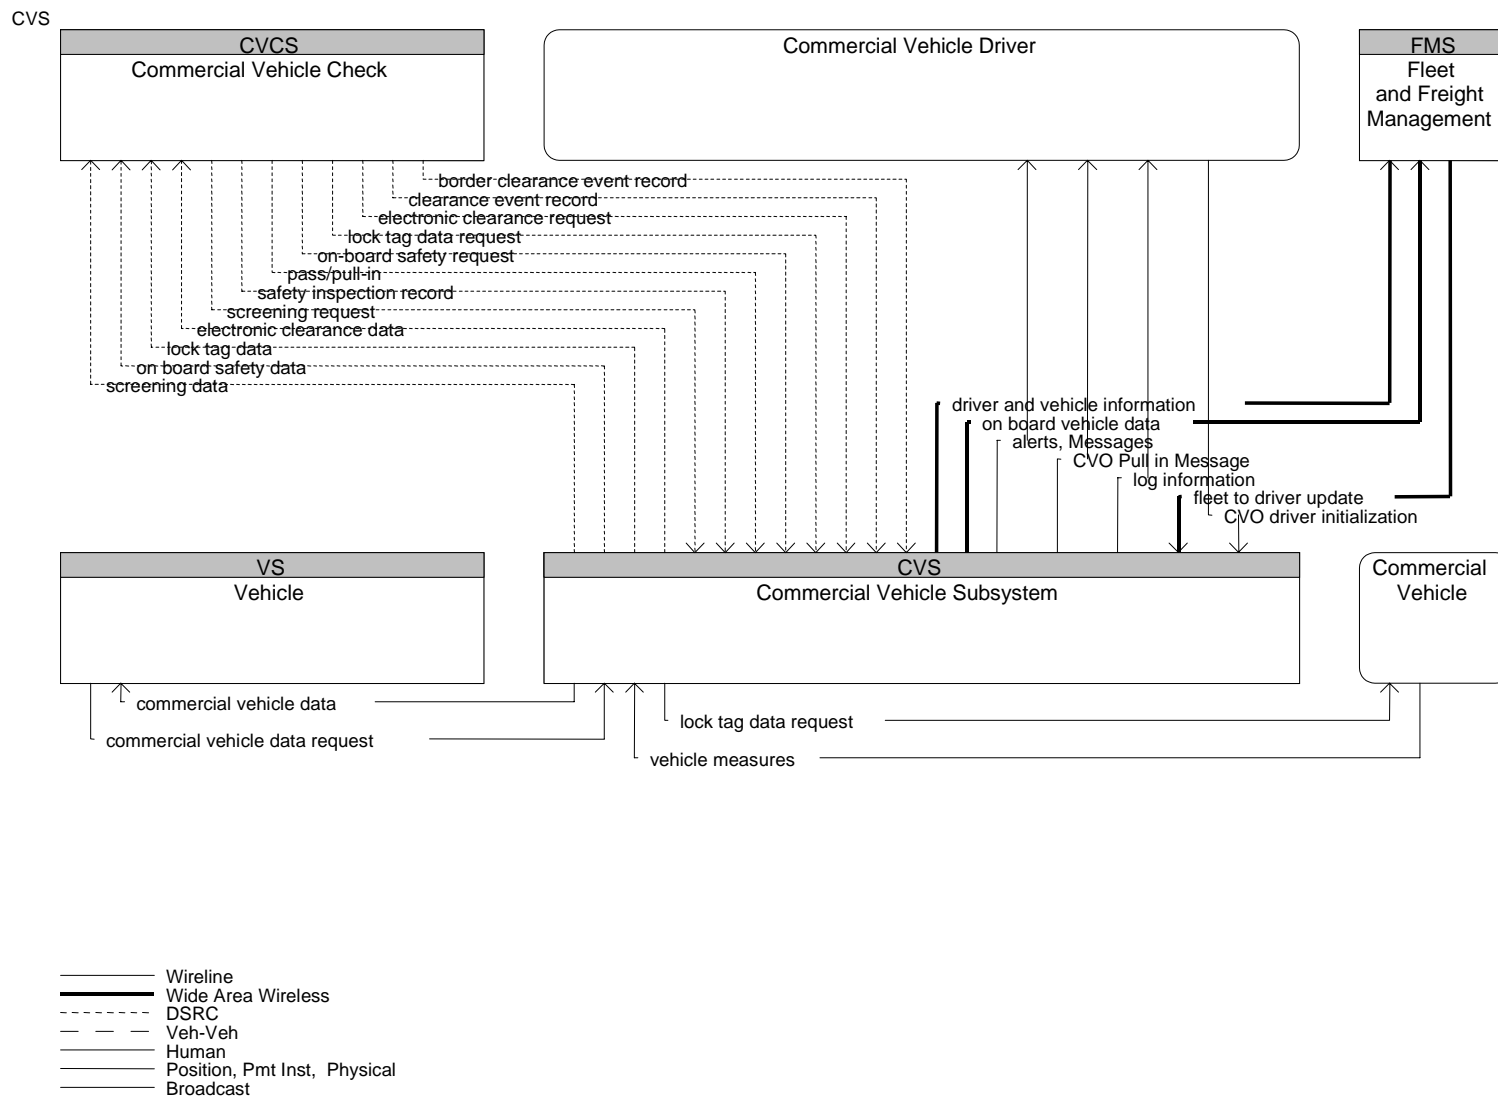 CVS
CVCS
Commercial Vehicle Check
Commercial Vehicle Driver
FMS
Fleet
and Freight
Management
border clearance event record
clearance event record
electronic clearance request
lock tag data request
on-board safety request
pass/pull-in
safety inspection record
screening request
electronic clearance data
lock tag data
on board safety data
screening data
driver and vehicle information
on board vehicle data
alerts, Messages
CVO Pull in Message
log information
fleet to driver update
CVO driver initialization
VS
Vehicle
CVS
Commercial Vehicle Subsystem
Commercial
Vehicle
commercial vehicle data
lock tag data request
commercial vehicle data request
vehicle measures
Wireline
Wide Area Wireless
DSRC
Veh-Veh
Human
Position, Pmt Inst, Physical
Broadcast